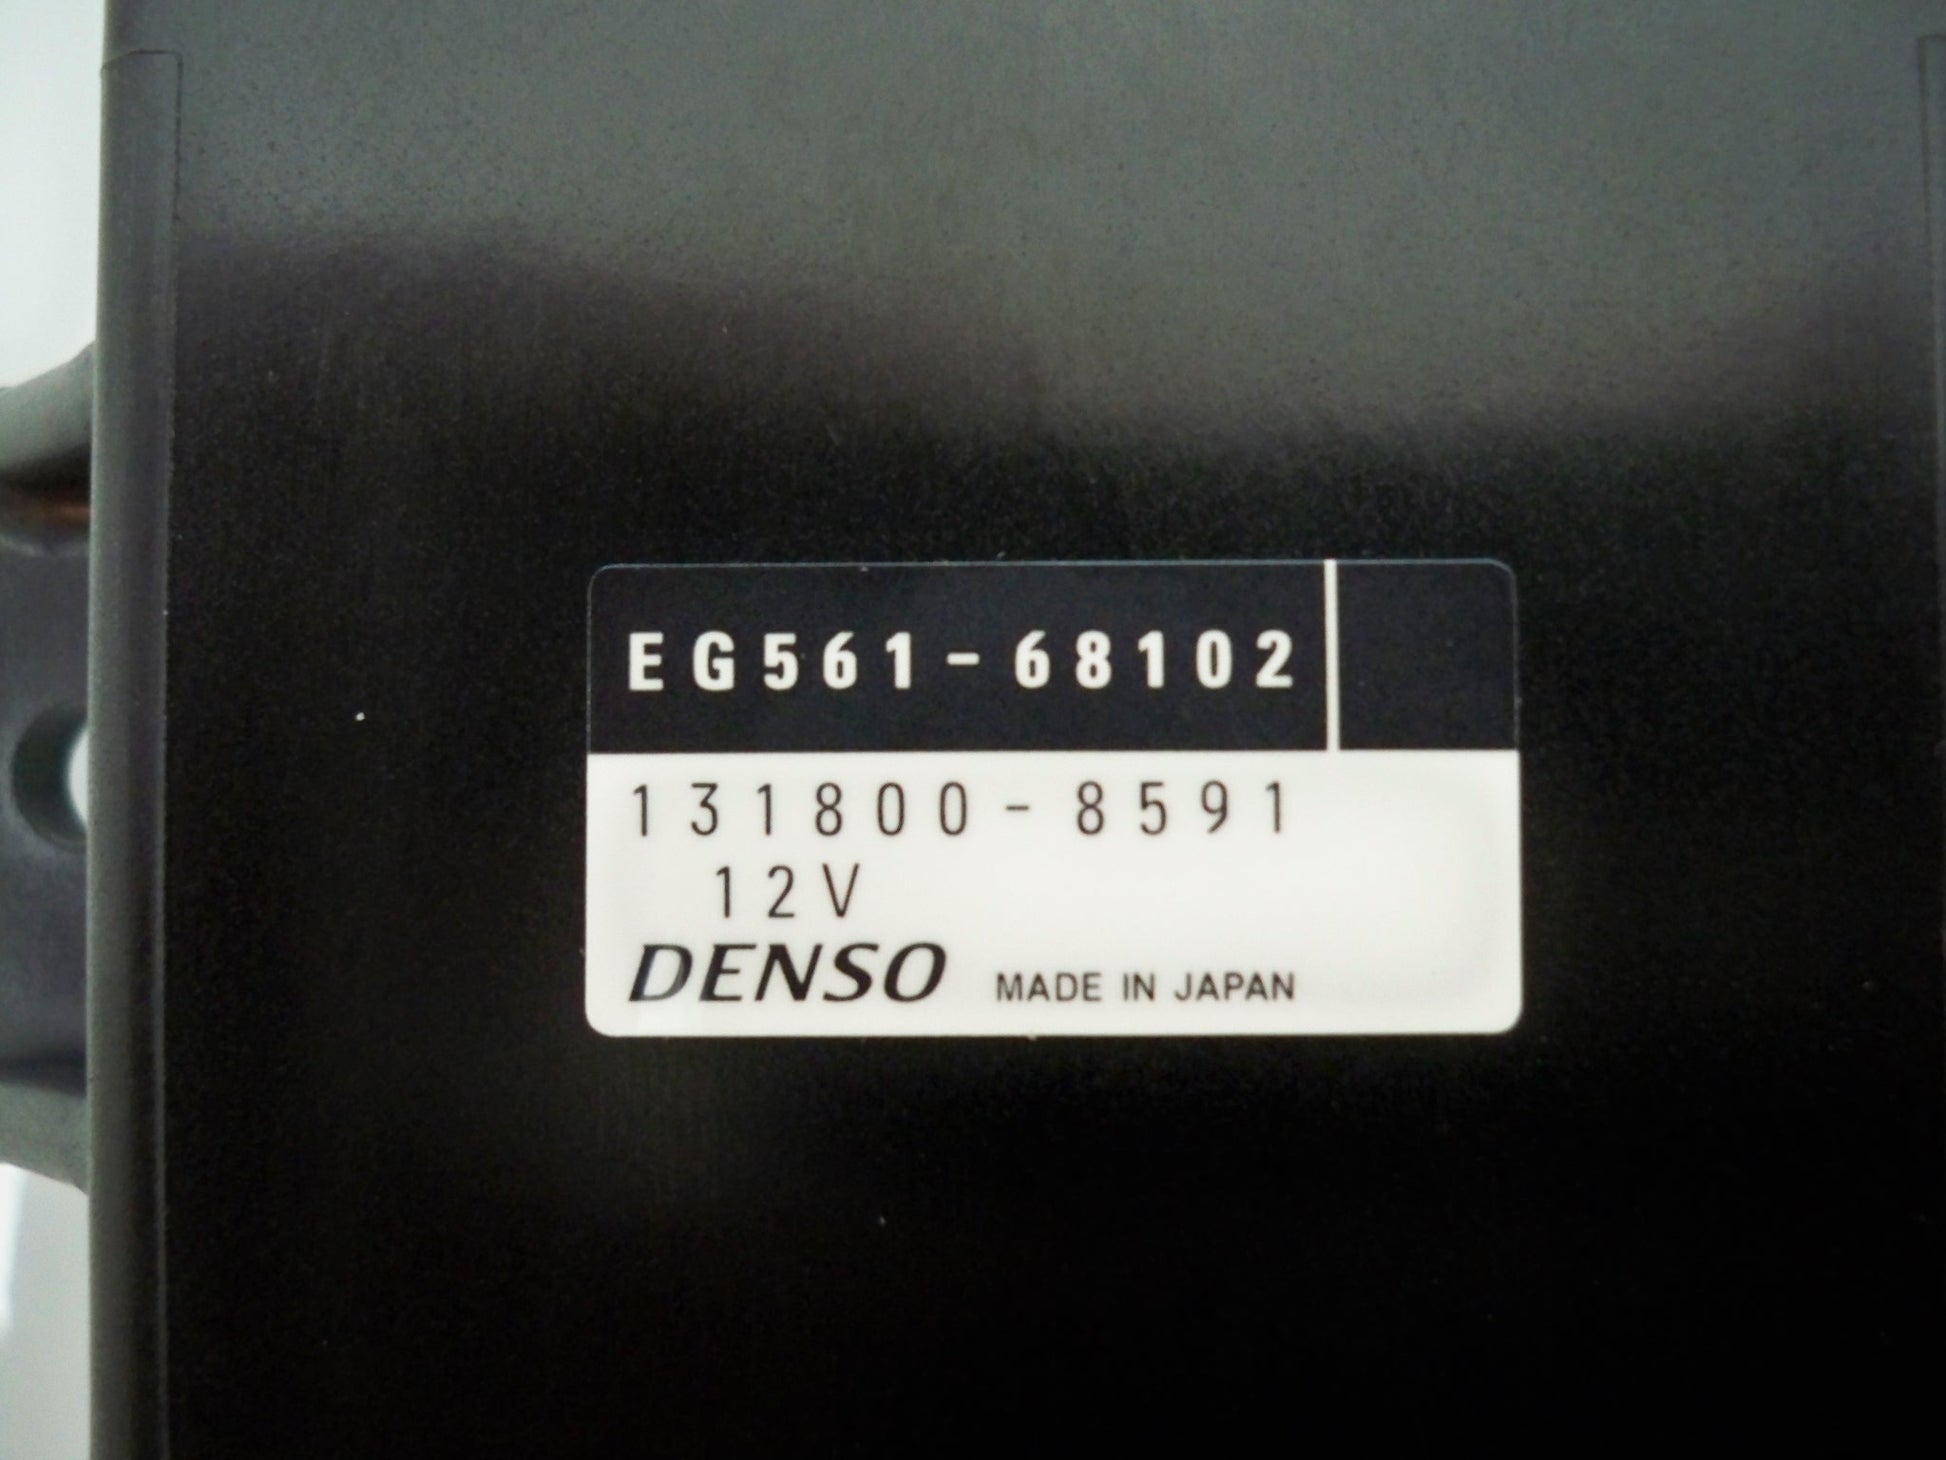 EG561-68102
131800-8591
12V
DENSO MADE IN JAPAN